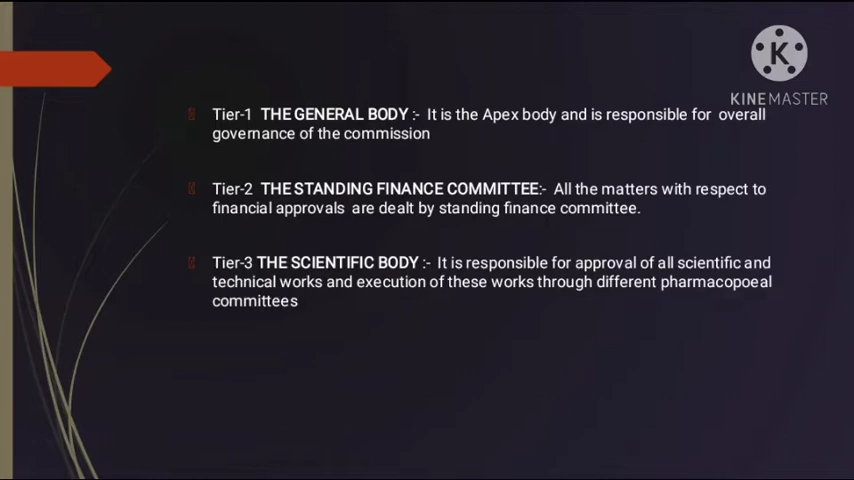 K
KINEMASTER
Tier-1 THE GENERAL BODY :- It is the Apex body and is responsible for overall
governance of the commission
Tier-2 THE STANDING FINANCE COMMITTEE:- All the matters with respect to
financial approvals are dealt by standing finance committee.
Tier-3 THE SCIENTIFIC BODY :- It is responsible for approval of all scientific and
technical works and execution of these works through different pharmacopoeal
committees